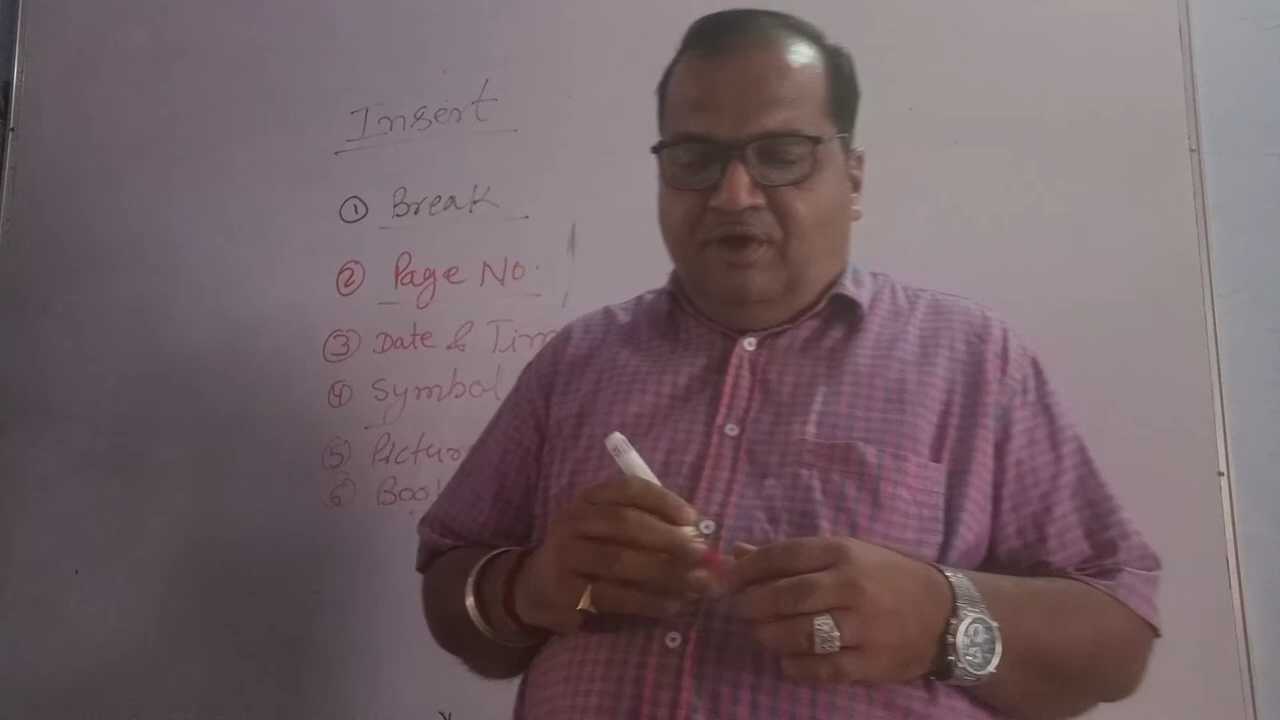 Insert
① Break
② Page No.
③ Date & Tim
④ Symbol
⑤ Pictur
⑥ Boo